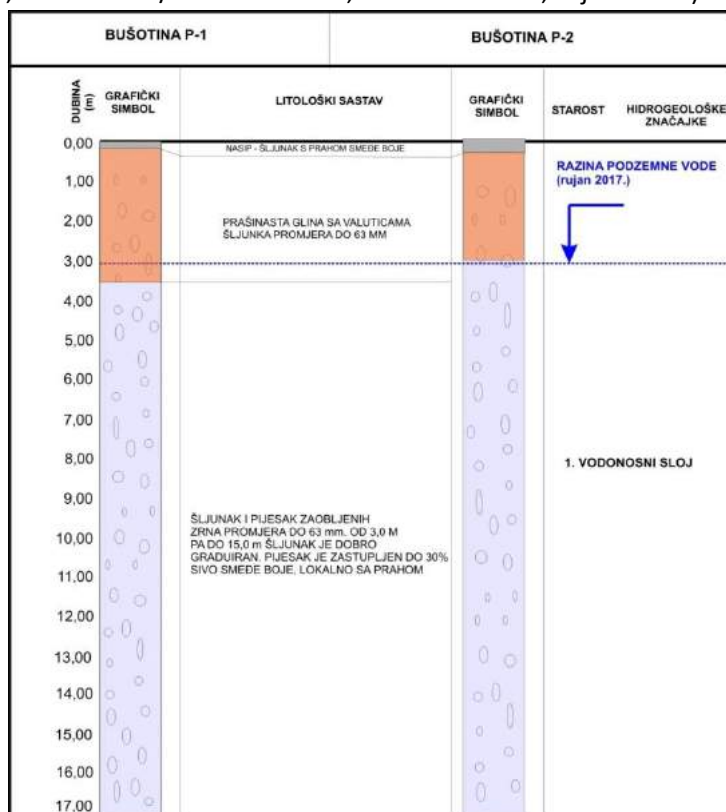 BUŠOTINA P-1
BUŠOTINA P-2
DUBINA
(m)
GRAFIČKI
SIMBOL
LITOLOŠKI SASTAV
GRAFIČKI
SIMBOL
STAROST
HIDROGEOLOŠKE
ZNAČAJKE
0,00
NASIP - ŠLJUNAK S PRAHOM SMEĐE BOJE
RAZINA PODZEMNE VODE
(rujan 2017.)
1,00
2,00
PRAŠINASTA GLINA SA VALUTICAMA
ŠLJUNKA PROMJERA DO 63 MM
3,00
4,00
5,00
6,00
7,00
8,00
1. VODONOSNI SLOJ
9,00
ŠLJUNAK I PIJESAK ZAOBLJENIH
ZRNA PROMJERA DO 63 mm. OD 3,0 M
PA DO 15,0 m ŠLJUNAK JE DOBRO
GRADUIRAN. PIJESAK JE ZASTUPLJEN DO 30%
SIVO SMEĐE BOJE, LOKALNO SA PRAHOM
10,00
11,00
12,00
13,00
14,00
15,00
16,00
17,00